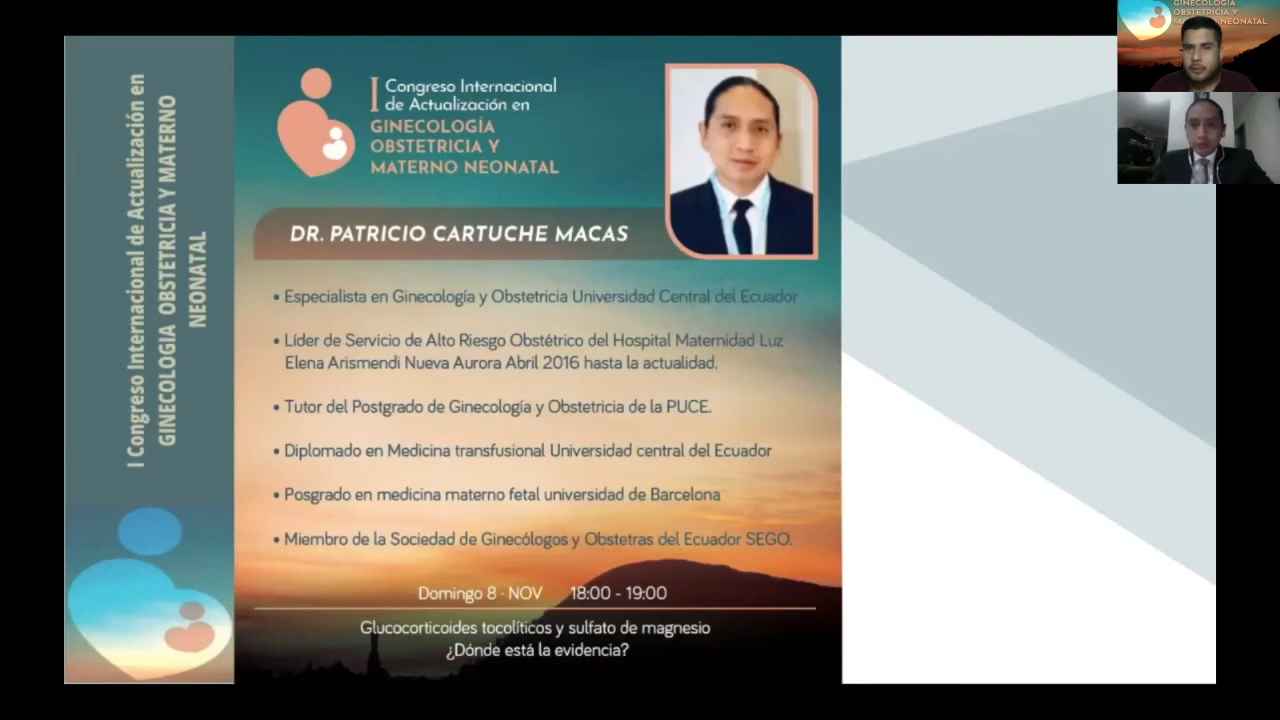 I Congreso Internacional de Actualización en
GINECOLOGIA OBSTETRICIA Y MATERNO
NEONATAL
I Congreso Internacional
de Actualización en
GINECOLOGÍA
OBSTETRICIA Y
MATERNO NEONATAL
DR. PATRICIO CARTUCHE MACAS
• Especialista en Ginecología y Obstetricia Universidad Central del Ecuador
• Líder de Servicio de Alto Riesgo Obstétrico del Hospital Maternidad Luz
Elena Arismendi Nueva Aurora Abril 2016 hasta la actualidad.
• Tutor del Postgrado de Ginecología y Obstetricia de la PUCE.
• Diplomado en Medicina transfusional Universidad central del Ecuador
• Posgrado en medicina materno fetal universidad de Barcelona
• Miembro de la Sociedad de Ginecólogos y Obstetras del Ecuador SEGO.
Domingo 8 · NOV 18:00 - 19:00
Glucocorticoides tocolíticos y sulfato de magnesio
¿Dónde está la evidencia?
GINECOLOGÍA
OBSTETRICIA Y
NEONATAL